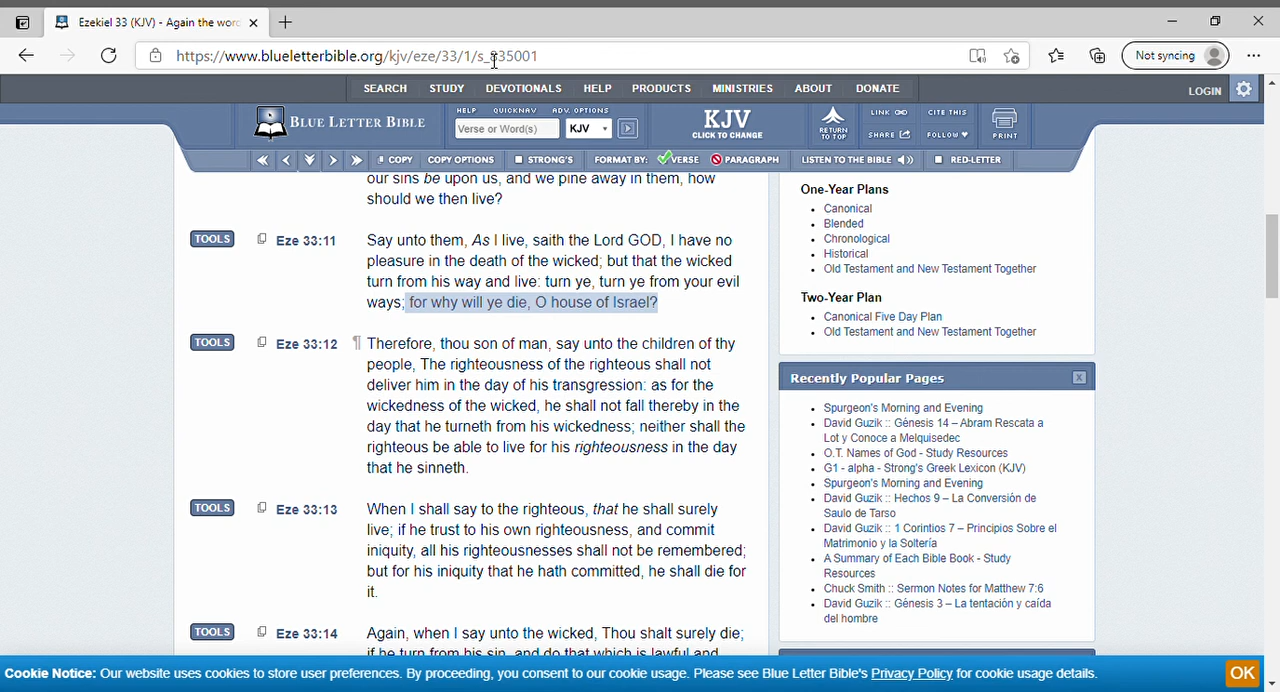 Ezekiel 33 (KJV) - Again the word
https://www.blueletterbible.org/kjv/eze/33/1/s_835001
Not syncing
SEARCH STUDY DEVOTIONALS HELP PRODUCTS MINISTRIES ABOUT DONATE
LOGIN
BLUE LETTER BIBLE
HELP QUICKNAV ADV. OPTIONS
Verse or Word(s)
KJV
KJV
CLICK TO CHANGE
RETURN
TO TOP
LINK
CITE THIS
SHARE
FOLLOW
PRINT
COPY COPY OPTIONS STRONG'S FORMAT BY: VERSE PARAGRAPH LISTEN TO THE BIBLE RED-LETTER
our sins be upon us, and we pine away in them, how
should we then live?
TOOLS Eze 33:11 Say unto them, As I live, saith the Lord GOD, I have no
pleasure in the death of the wicked; but that the wicked
turn from his way and live: turn ye, turn ye from your evil
ways; for why will ye die, O house of Israel?
TOOLS Eze 33:12 ¶ Therefore, thou son of man, say unto the children of thy
people, The righteousness of the righteous shall not
deliver him in the day of his transgression: as for the
wickedness of the wicked, he shall not fall thereby in the
day that he turneth from his wickedness; neither shall the
righteous be able to live for his righteousness in the day
that he sinneth.
TOOLS Eze 33:13 When I shall say to the righteous, that he shall surely
live; if he trust to his own righteousness, and commit
iniquity, all his righteousnesses shall not be remembered;
but for his iniquity that he hath committed, he shall die for
it.
TOOLS Eze 33:14 Again, when I say unto the wicked, Thou shalt surely die;
if he turn from his sin, and do that which is lawful and
One-Year Plans
Canonical
Blended
Chronological
Historical
Old Testament and New Testament Together
Two-Year Plan
Canonical Five Day Plan
Old Testament and New Testament Together
Recently Popular Pages
x
Spurgeon's Morning and Evening
David Guzik :: Génesis 14 – Abram Rescata a
Lot y Conoce a Melquisedec
O.T. Names of God - Study Resources
G1 - alpha - Strong's Greek Lexicon (KJV)
Spurgeon's Morning and Evening
David Guzik :: Hechos 9 – La Conversión de
Saulo de Tarso
David Guzik :: 1 Corintios 7 – Principios Sobre el
Matrimonio y la Soltería
A Summary of Each Bible Book - Study
Resources
Chuck Smith :: Sermon Notes for Matthew 7:6
David Guzik :: Génesis 3 – La tentación y caída
del hombre
Cookie Notice: Our website uses cookies to store user preferences. By proceeding, you consent to our cookie usage. Please see Blue Letter Bible's Privacy Policy for cookie usage details.
OK